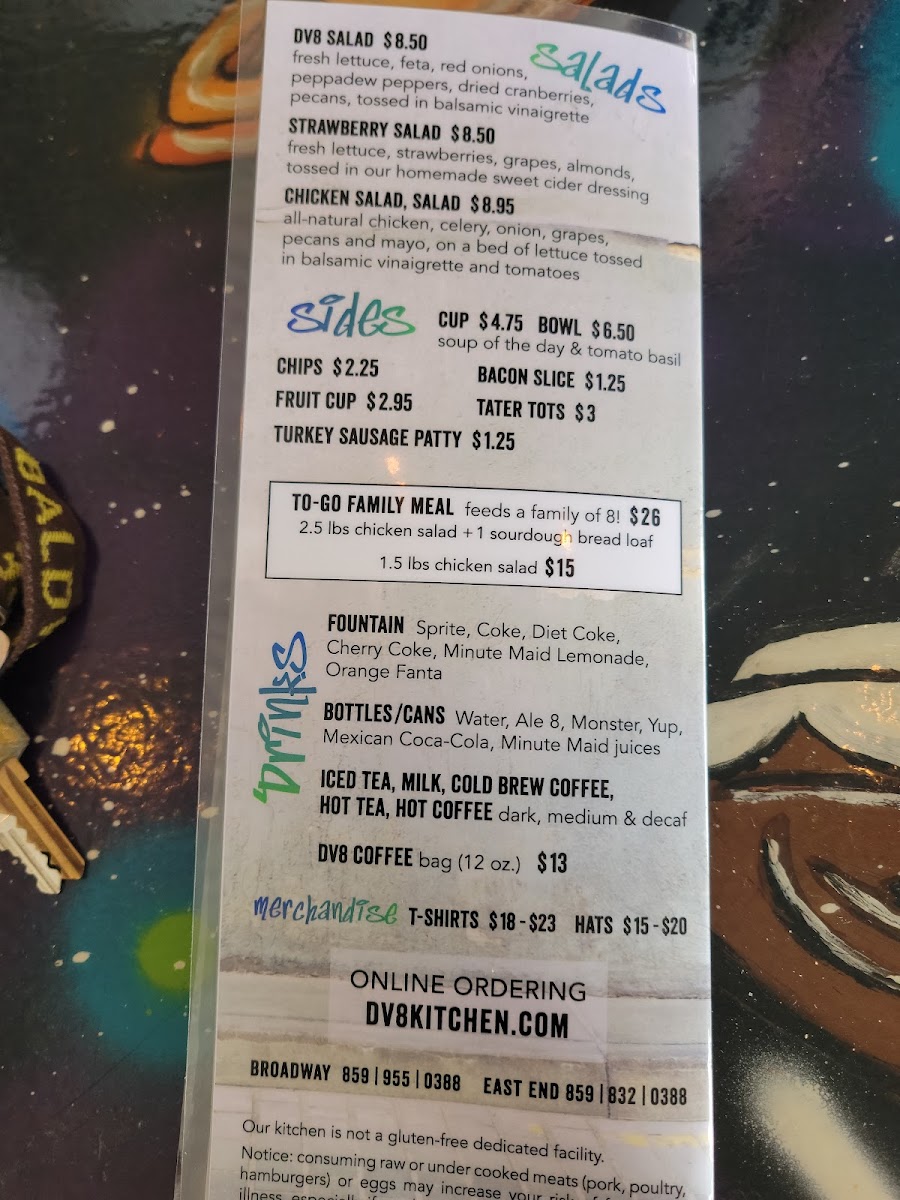 DV8 SALAD $8.50
salads
fresh lettuce, feta, red onions,
peppadew peppers, dried cranberries,
pecans, tossed in balsamic vinaigrette
STRAWBERRY SALAD $8.50
fresh lettuce, strawberries, grapes, almonds,
tossed in our homemade sweet cider dressing
CHICKEN SALAD, SALAD $8.95
all-natural chicken, celery, onion, grapes,
pecans and mayo, on a bed of lettuce tossed
in balsamic vinaigrette and tomatoes
sides
CUP $4.75 BOWL $6.50
soup of the day & tomato basil
CHIPS $2.25
BACON SLICE $1.25
FRUIT CUP $2.95
TATER TOTS $3
TURKEY SAUSAGE PATTY $1.25
TO-GO FAMILY MEAL feeds a family of 8! $26
2.5 lbs chicken salad + 1 sourdough bread loaf
1.5 lbs chicken salad $15
Drinks
FOUNTAIN Sprite, Coke, Diet Coke,
Cherry Coke, Minute Maid Lemonade,
Orange Fanta
BOTTLES/CANS Water, Ale 8, Monster, Yup,
Mexican Coca-Cola, Minute Maid juices
ICED TEA, MILK, COLD BREW COFFEE,
HOT TEA, HOT COFFEE dark, medium & decaf
DV8 COFFEE bag (12 oz.) $13
merchandise T-SHIRTS $18-$23 HATS $15-$20
ONLINE ORDERING
DV8KITCHEN.COM
BROADWAY 859|955|0388 EAST END 859|832|0388
Our kitchen is not a gluten-free dedicated facility.
Notice: consuming raw or under cooked meats (pork, poultry,
hamburgers) or eggs may increase your risk
illness especially if
BALD